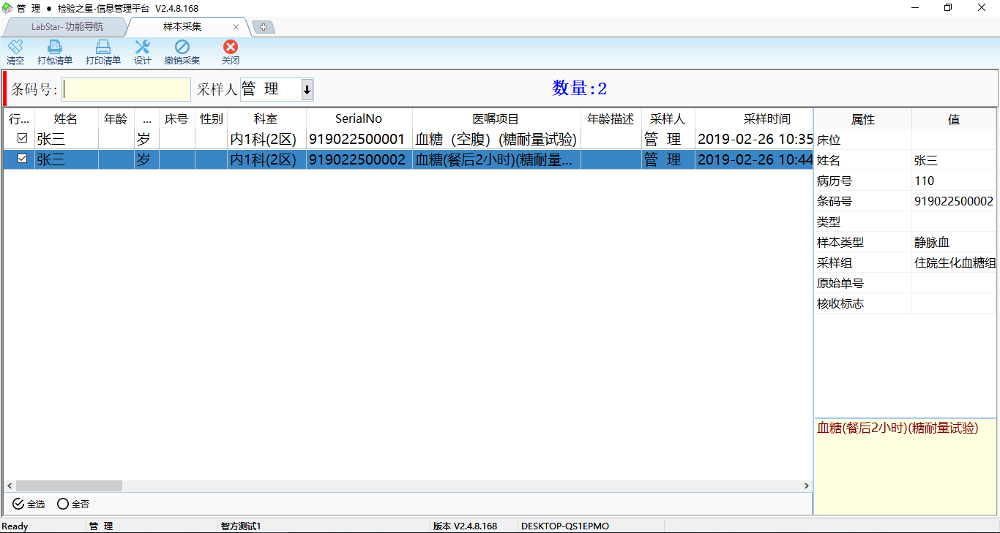 管 理 ● 检验之星-信息管理平台 V2.4.8.168
LabStar- 功能导航 样本采集
清空 打包清单 打印清单 设计 撤销采集 关闭
条码号: 采样人 管 理 数量:2
行... 姓名 年龄 ... 床号 性别 科室 SerialNo 医嘱项目 年龄描述 采样人 采样时间 属性 值
张三 岁 内1科(2区) 919022500001 血糖（空腹）(糖耐量试验) 管 理 2019-02-26 10:35
床位
张三 岁 内1科(2区) 919022500002 血糖(餐后2小时)(糖耐量... 管 理 2019-02-26 10:44
姓名 张三
病历号 110
条码号 919022500002
类型
样本类型 静脉血
采样组 住院生化血糖组
原始单号
核收标志
血糖(餐后2小时)(糖耐量试验)
全选 全否
Ready 管 理 智方测试1 版本 V2.4.8.168 DESKTOP-QS1EPMO